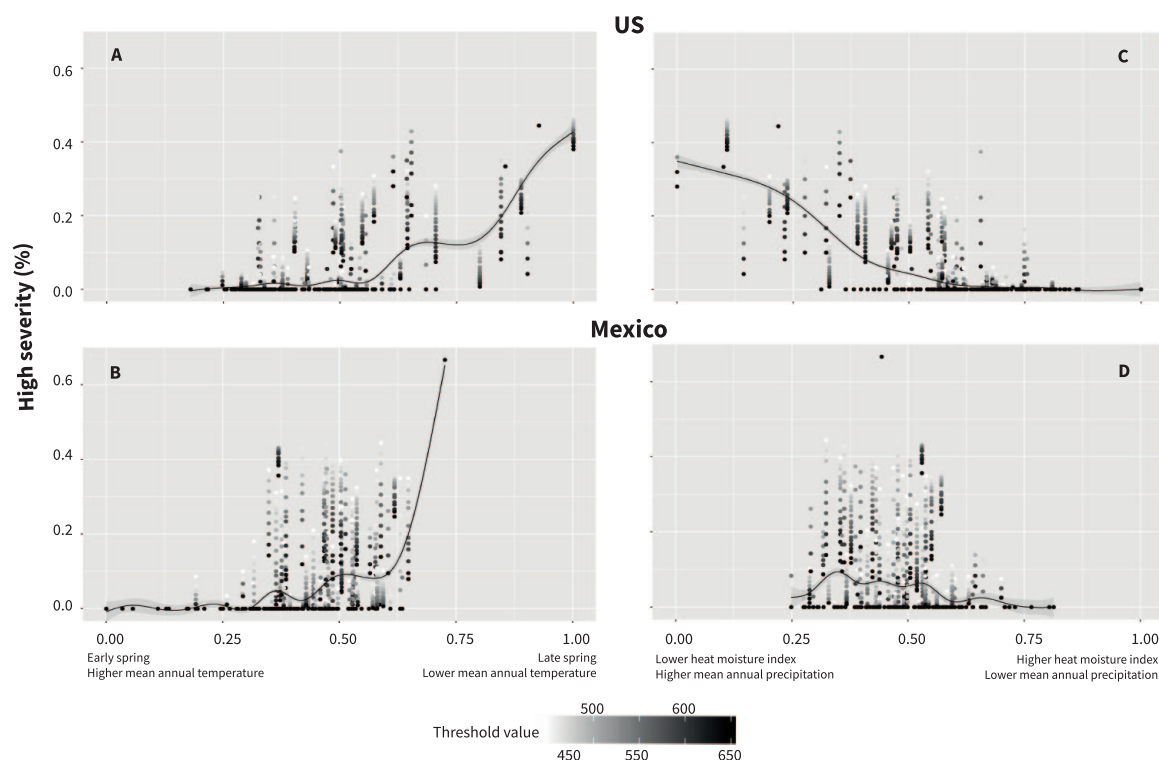 US
A
C
0.6
0.4
0.2
0.0
High severity (%)
Mexico
B
D
0.6
0.4
0.2
0.0
0.00 0.25 0.50 0.75 1.00
0.00 0.25 0.50 0.75 1.00
Early spring Late spring
Higher mean annual temperature Lower mean annual temperature
Lower heat moisture index Higher heat moisture index
Higher mean annual precipitation Lower mean annual precipitation
500 600
Threshold value
450 550 650